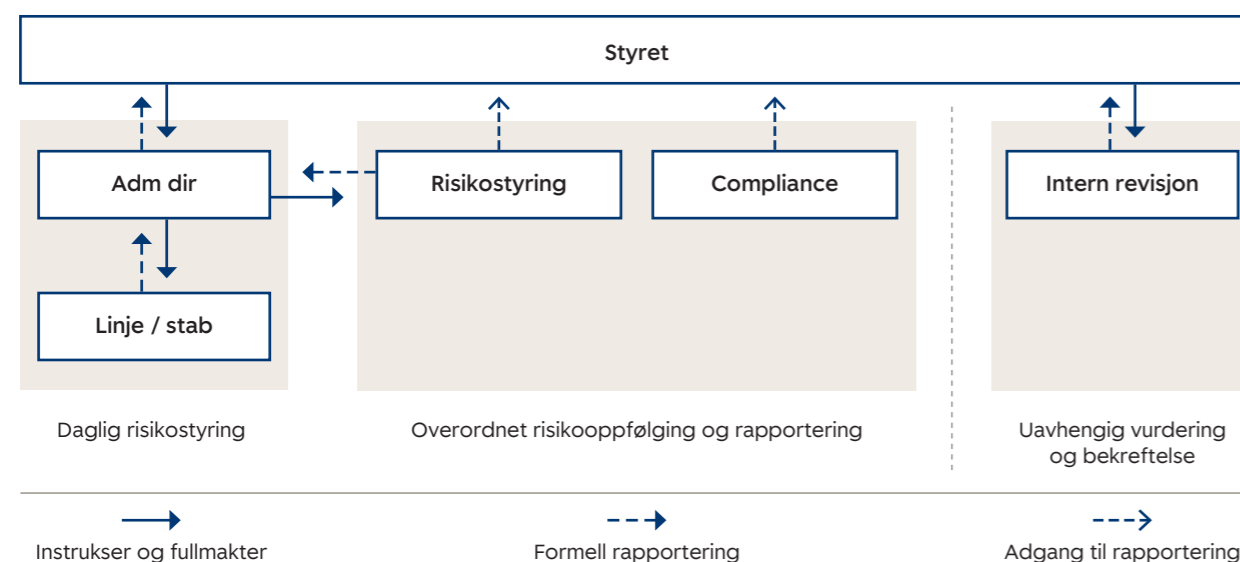 Styret
Adm dir
Risikostyring
Compliance
Intern revisjon
Linje / stab
Daglig risikostyring
Overordnet risikooppfølging og rapportering
Uavhengig vurdering
og bekreftelse
Instrukser og fullmakter
Formell rapportering
Adgang til rapportering